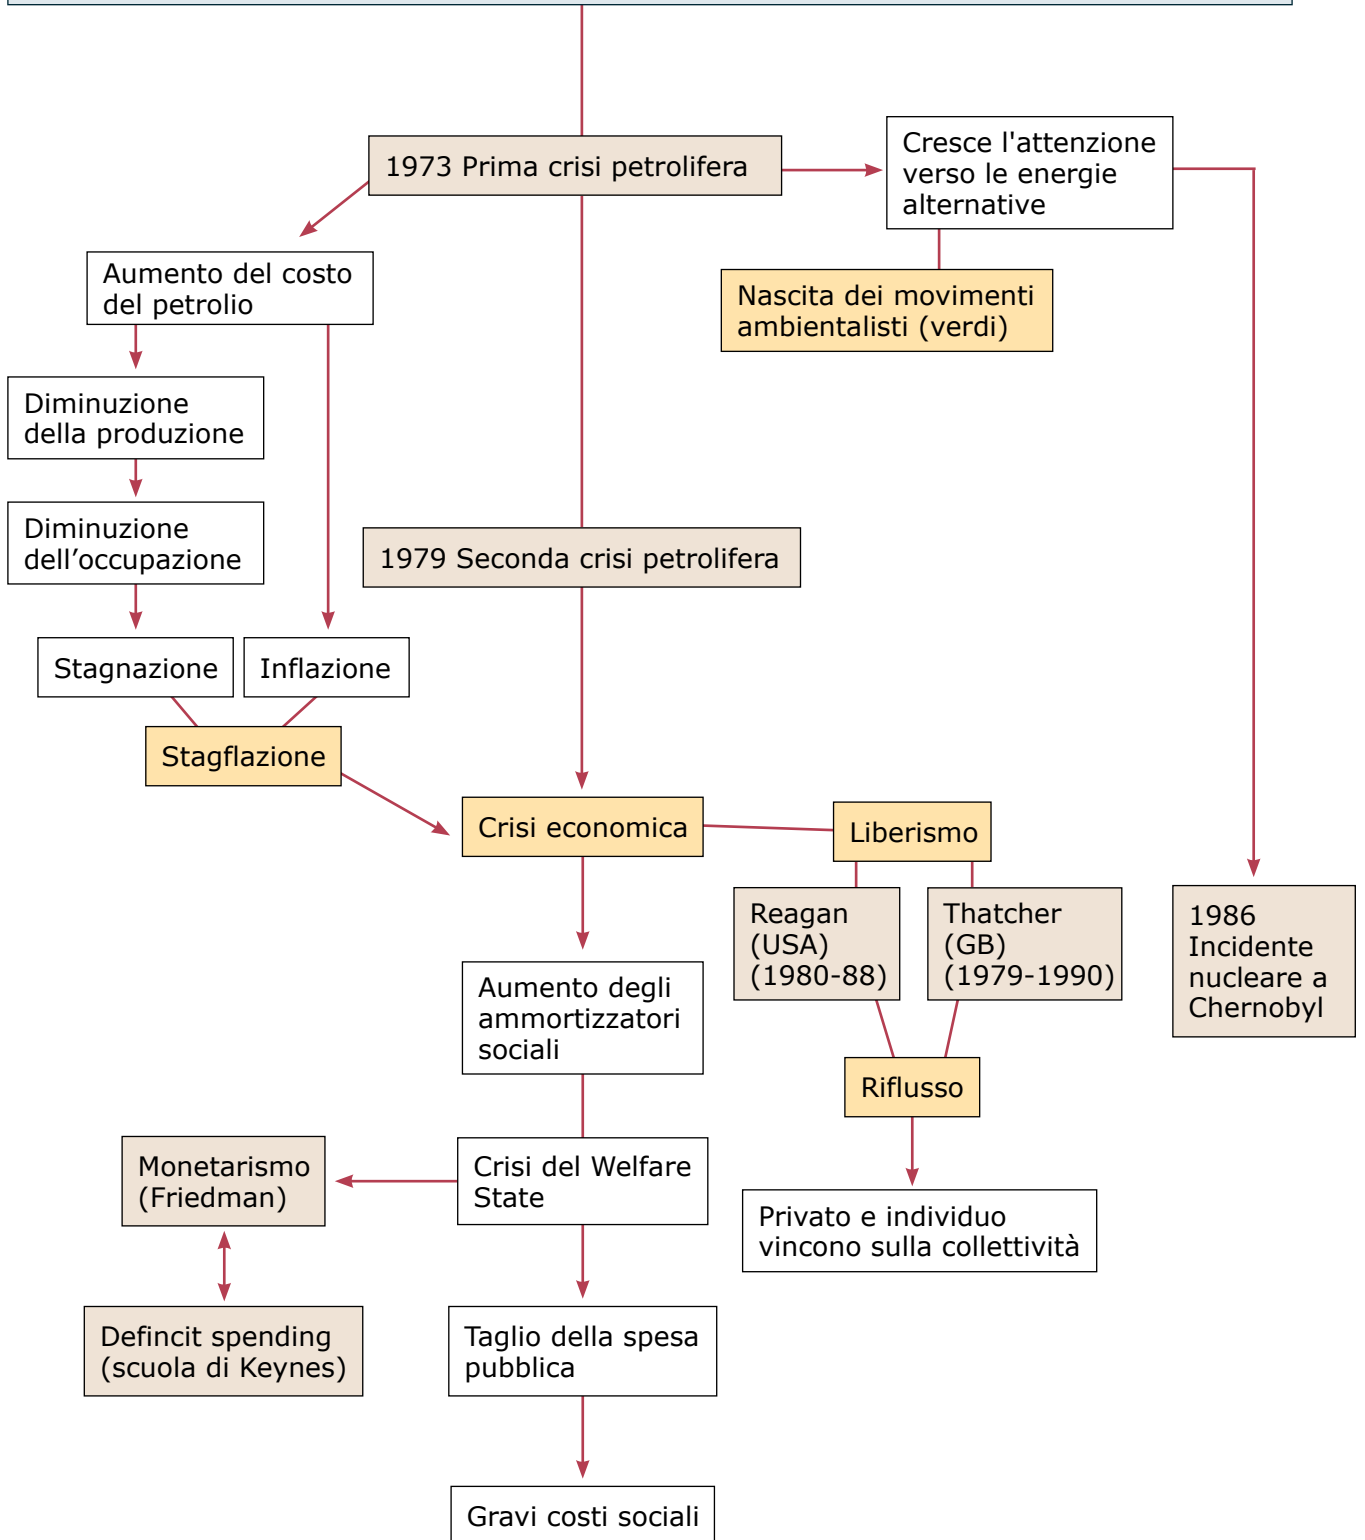 1973 Prima crisi petrolifera
Cresce l'attenzione
verso le energie
alternative
Aumento del costo
del petrolio
Nascita dei movimenti
ambientalisti (verdi)
Diminuzione
della produzione
Diminuzione
dell’occupazione
1979 Seconda crisi petrolifera
Stagnazione
Inflazione
Stagflazione
Crisi economica
Liberismo
Reagan
(USA)
(1980-88)
Thatcher
(GB)
(1979-1990)
1986
Incidente
nucleare a
Chernobyl
Aumento degli
ammortizzatori
sociali
Riflusso
Monetarismo
(Friedman)
Crisi del Welfare
State
Privato e individuo
vincono sulla collettività
Defincit spending
(scuola di Keynes)
Taglio della spesa
pubblica
Gravi costi sociali